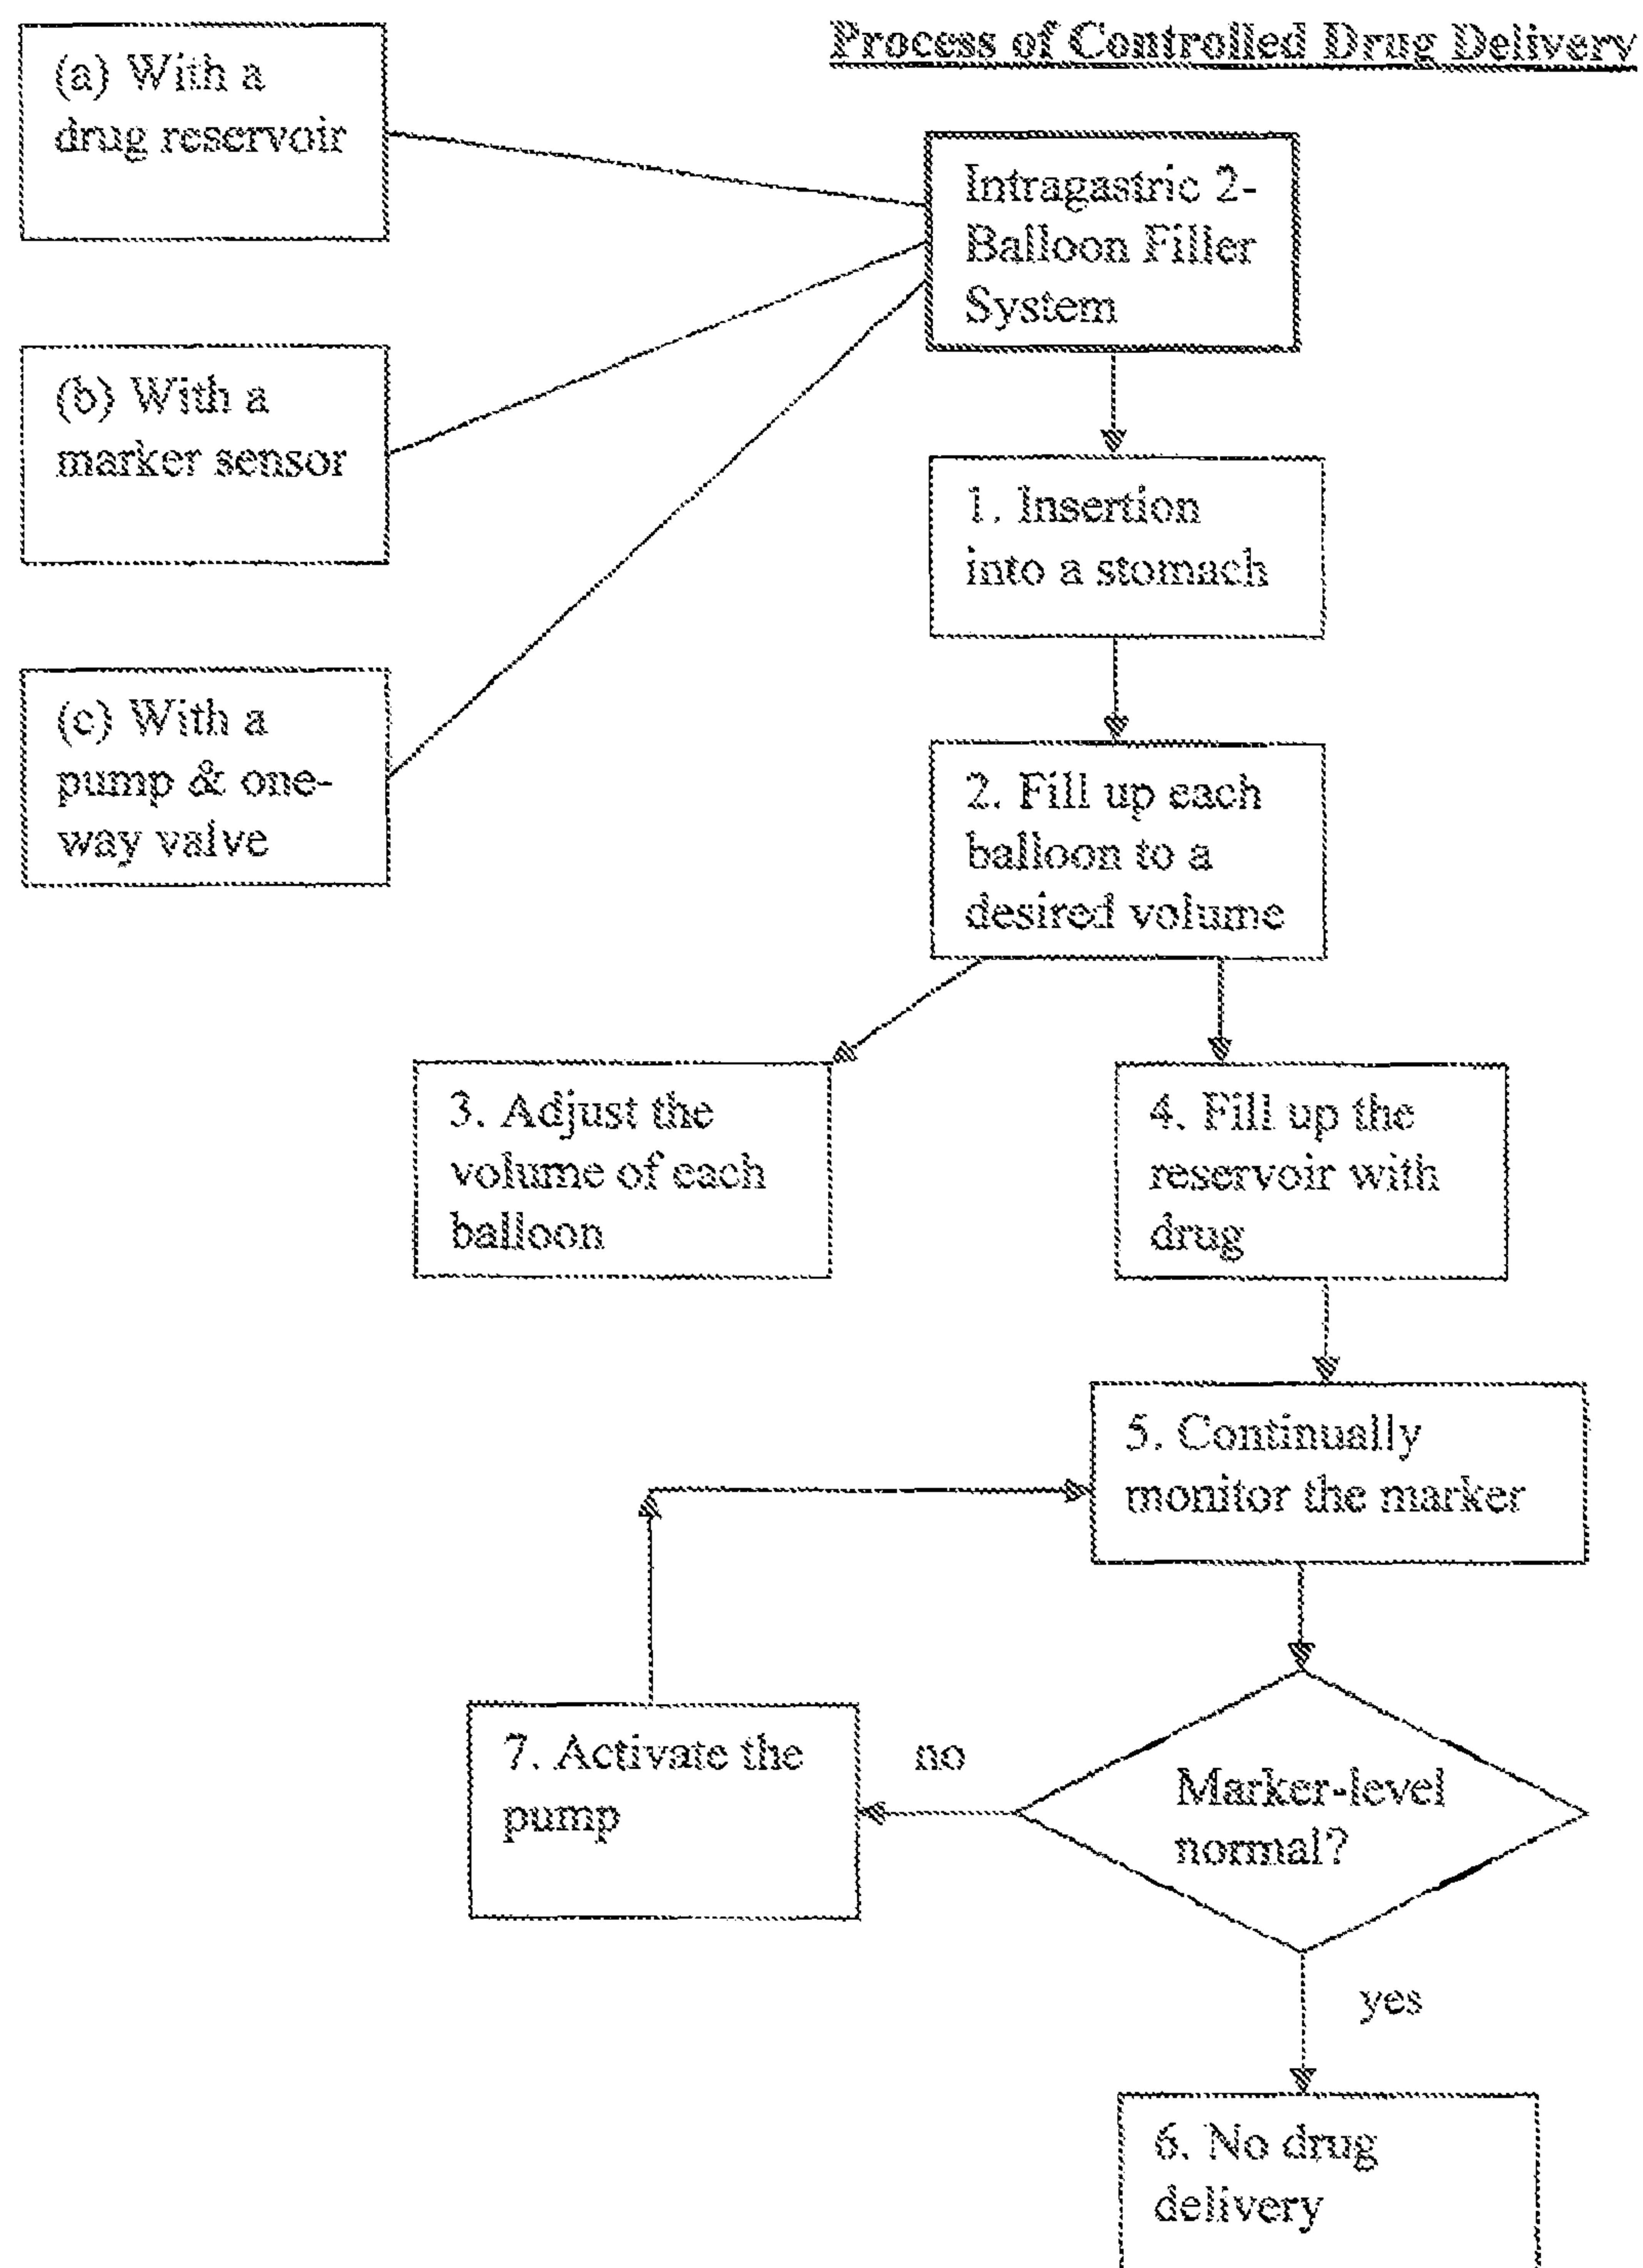 Process of Controlled Drug Delivery
(a) With a
drug reservoir
Intragastric 2-
Balloon Filler
System
(b) With a
marker sensor
1. Insertion
into a stomach
(c) With a
pump & one-
way valve
2. Fill up each
balloon to a
desired volume
3. Adjust the
volume of each
balloon
4. Fill up the
reservoir with
drug
5. Continually
monitor the marker
7. Activate the
pump
no
Marker-level
normal?
yes
6. No drug
delivery